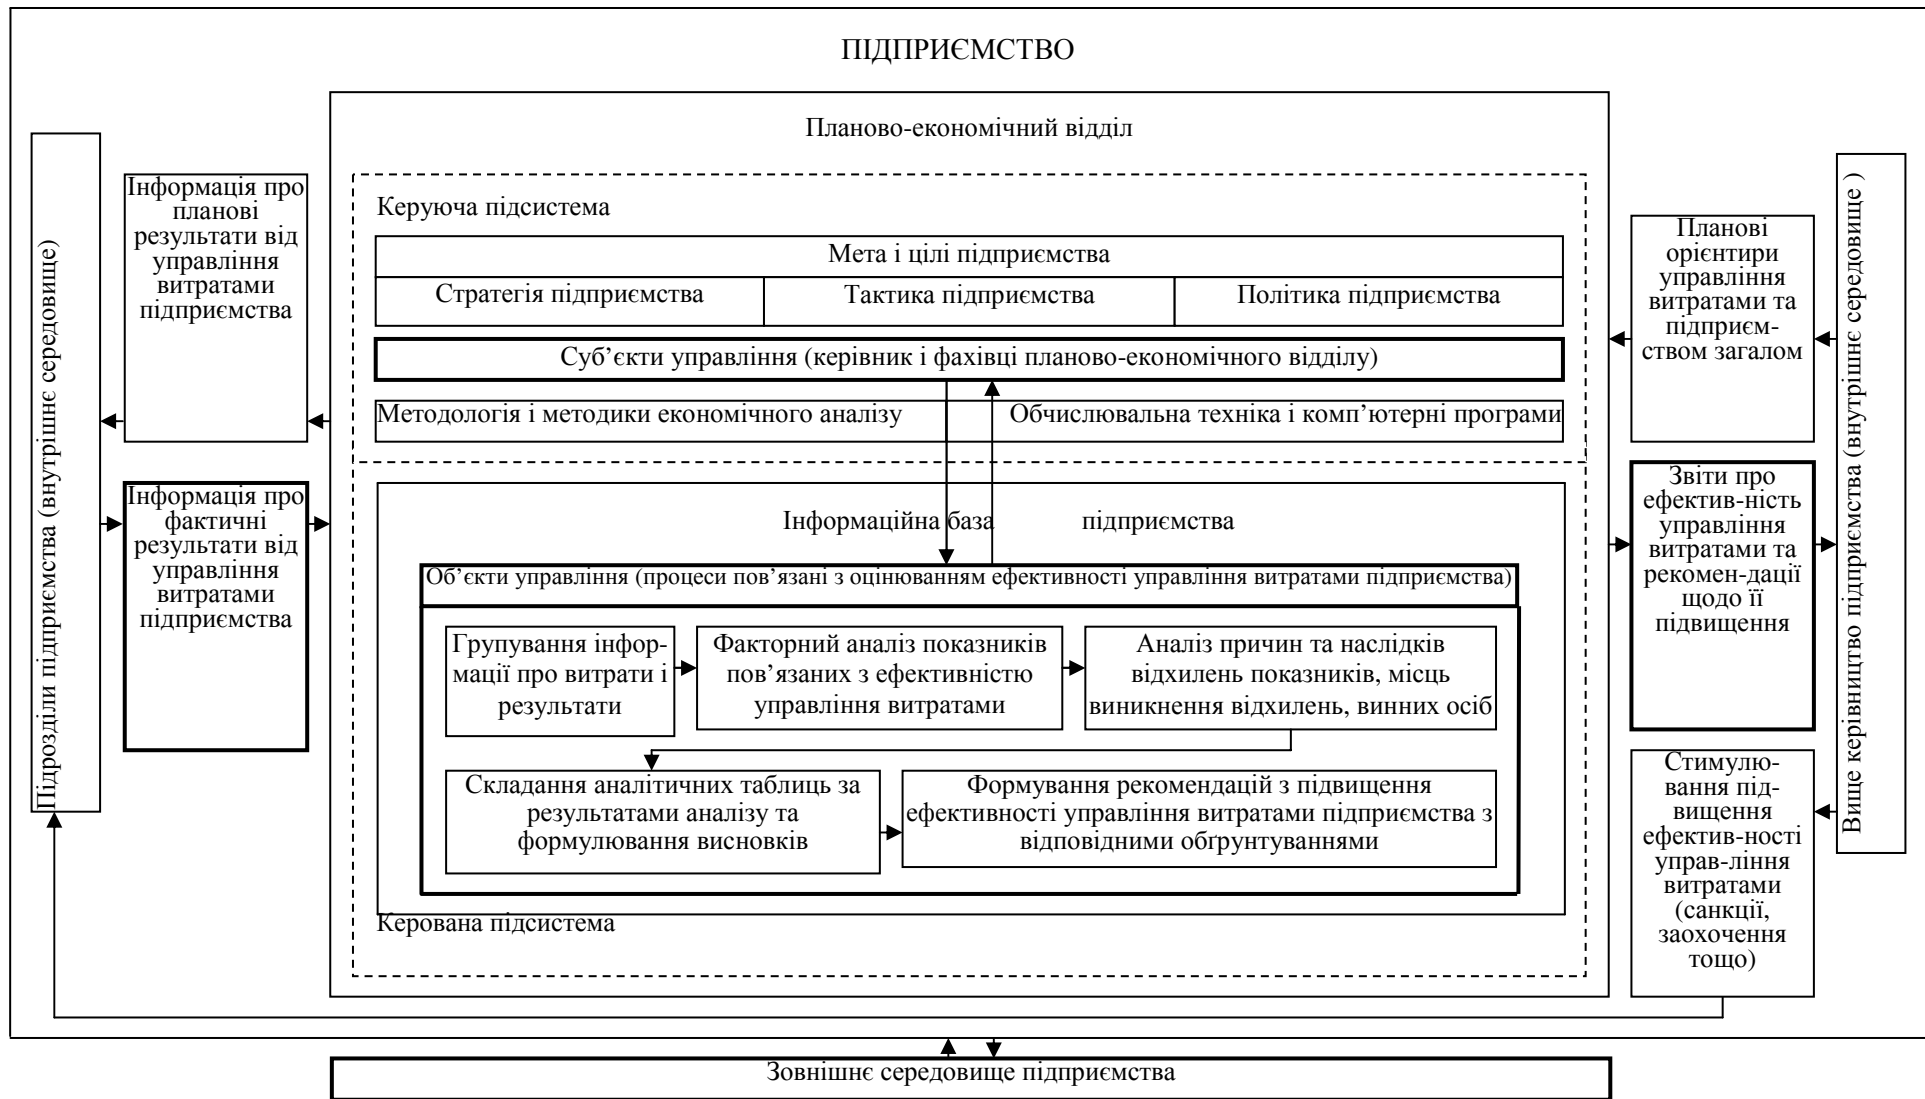 ПІДПРИЄМСТВО
Планово-економічний відділ
Підрозділи підприємства (внутрішнє середовище)
Інформація про
планові
результати від
управління
витратами
підприємства
Інформація про
фактичні
результати від
управління
витратами
підприємства
Керуюча підсистема
Мета і цілі підприємства
Стратегія підприємства
Тактика підприємства
Політика підприємства
Суб’єкти управління (керівник і фахівці планово-економічного відділу)
Методологія і методики економічного аналізу
Обчислювальна техніка і комп’ютерні програми
Інформаційна база підприємства
Об’єкти управління (процеси пов’язані з оцінюванням ефективності управління витратами підприємства)
Групування інфор-
мації про витрати і
результати
Факторний аналіз показників
пов’язаних з ефективністю
управління витратами
Аналіз причин та наслідків
відхилень показників, місць
виникнення відхилень, винних осіб
Складання аналітичних таблиць за
результатами аналізу та
формулювання висновків
Формування рекомендацій з підвищення
ефективності управління витратами підприємства з
відповідними обґрунтуваннями
Керована підсистема
Планові
орієнтири
управління
витратами та
підприєм-
ством загалом
Звіти про
ефектив-ність
управління
витратами та
рекомен-дації
щодо її
підвищення
Стимулю-
вання під-
вищення
ефектив-ності
управ-ління
витратами
(санкції,
заохочення
тощо)
Вище керівництво підприємства (внутрішнє середовище )
Зовнішнє середовище підприємства